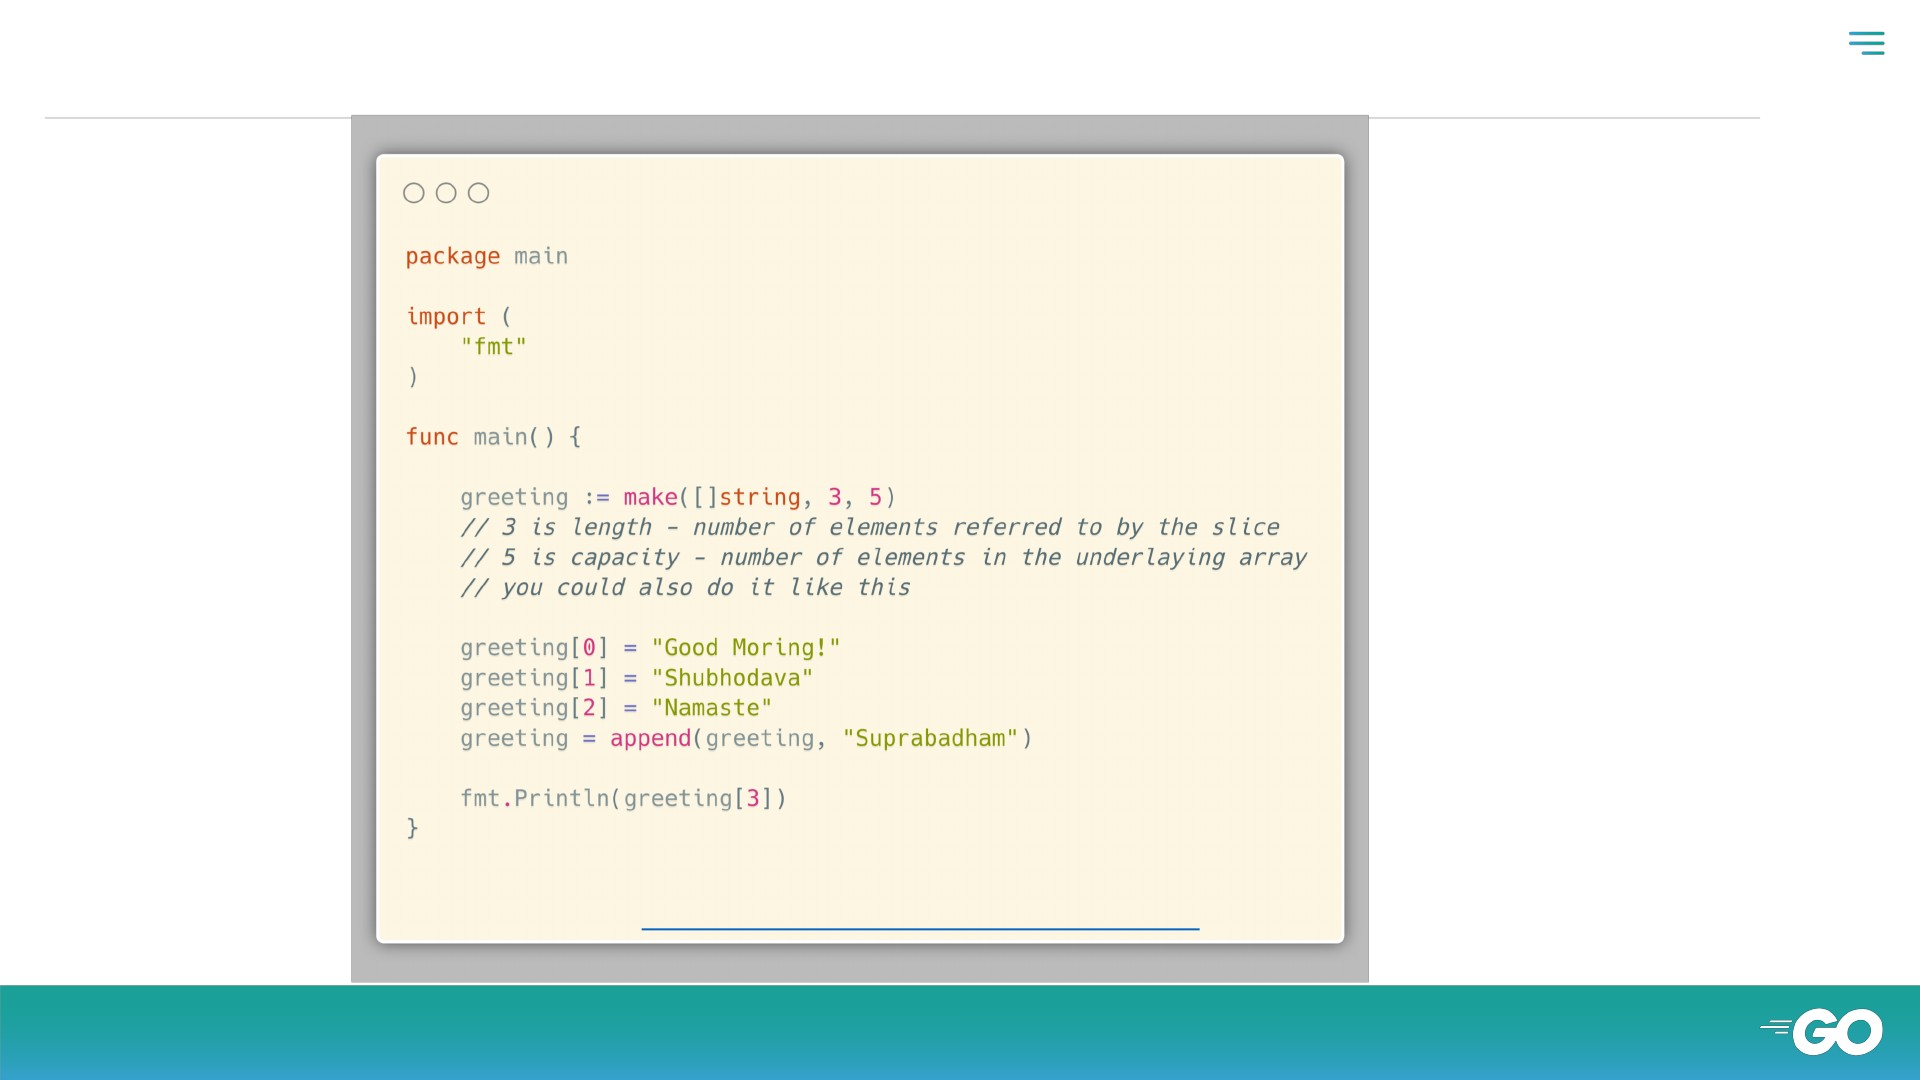 package main
import (
"fmt"
)
func main() {
greeting := make([]string, 3, 5)
// 3 is length - number of elements referred to by the slice
// 5 is capacity - number of elements in the underlaying array
// you could also do it like this
greeting[0] = "Good Moring!"
greeting[1] = "Shubhodava"
greeting[2] = "Namaste"
greeting = append(greeting, "Suprabadham")
fmt.Println(greeting[3])
}
GO